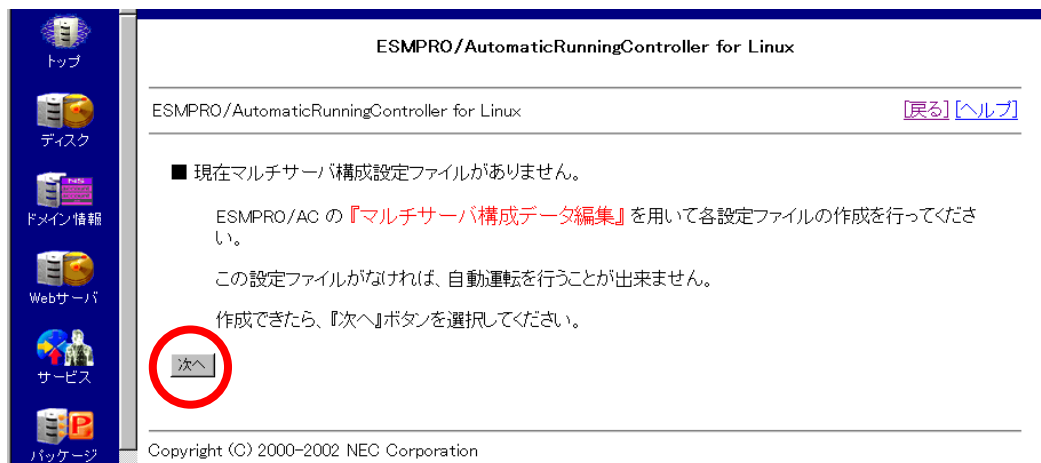 トップ
ディスク
ドメイン情報
Webサーバ
サービス
パッケージ
ESMPRO/AutomaticRunningController for Linux
ESMPRO/AutomaticRunningController for Linux [戻る] [ヘルプ]
■ 現在マルチサーバ構成設定ファイルがありません。
ESMPRO/AC の『マルチサーバ構成データ編集』を用いて各設定ファイルの作成を行ってくださ
い。
この設定ファイルがなければ、自動運転を行うことが出来ません。
作成できたら、『次へ』ボタンを選択してください。
次へ
Copyright (C) 2000-2002 NEC Corporation